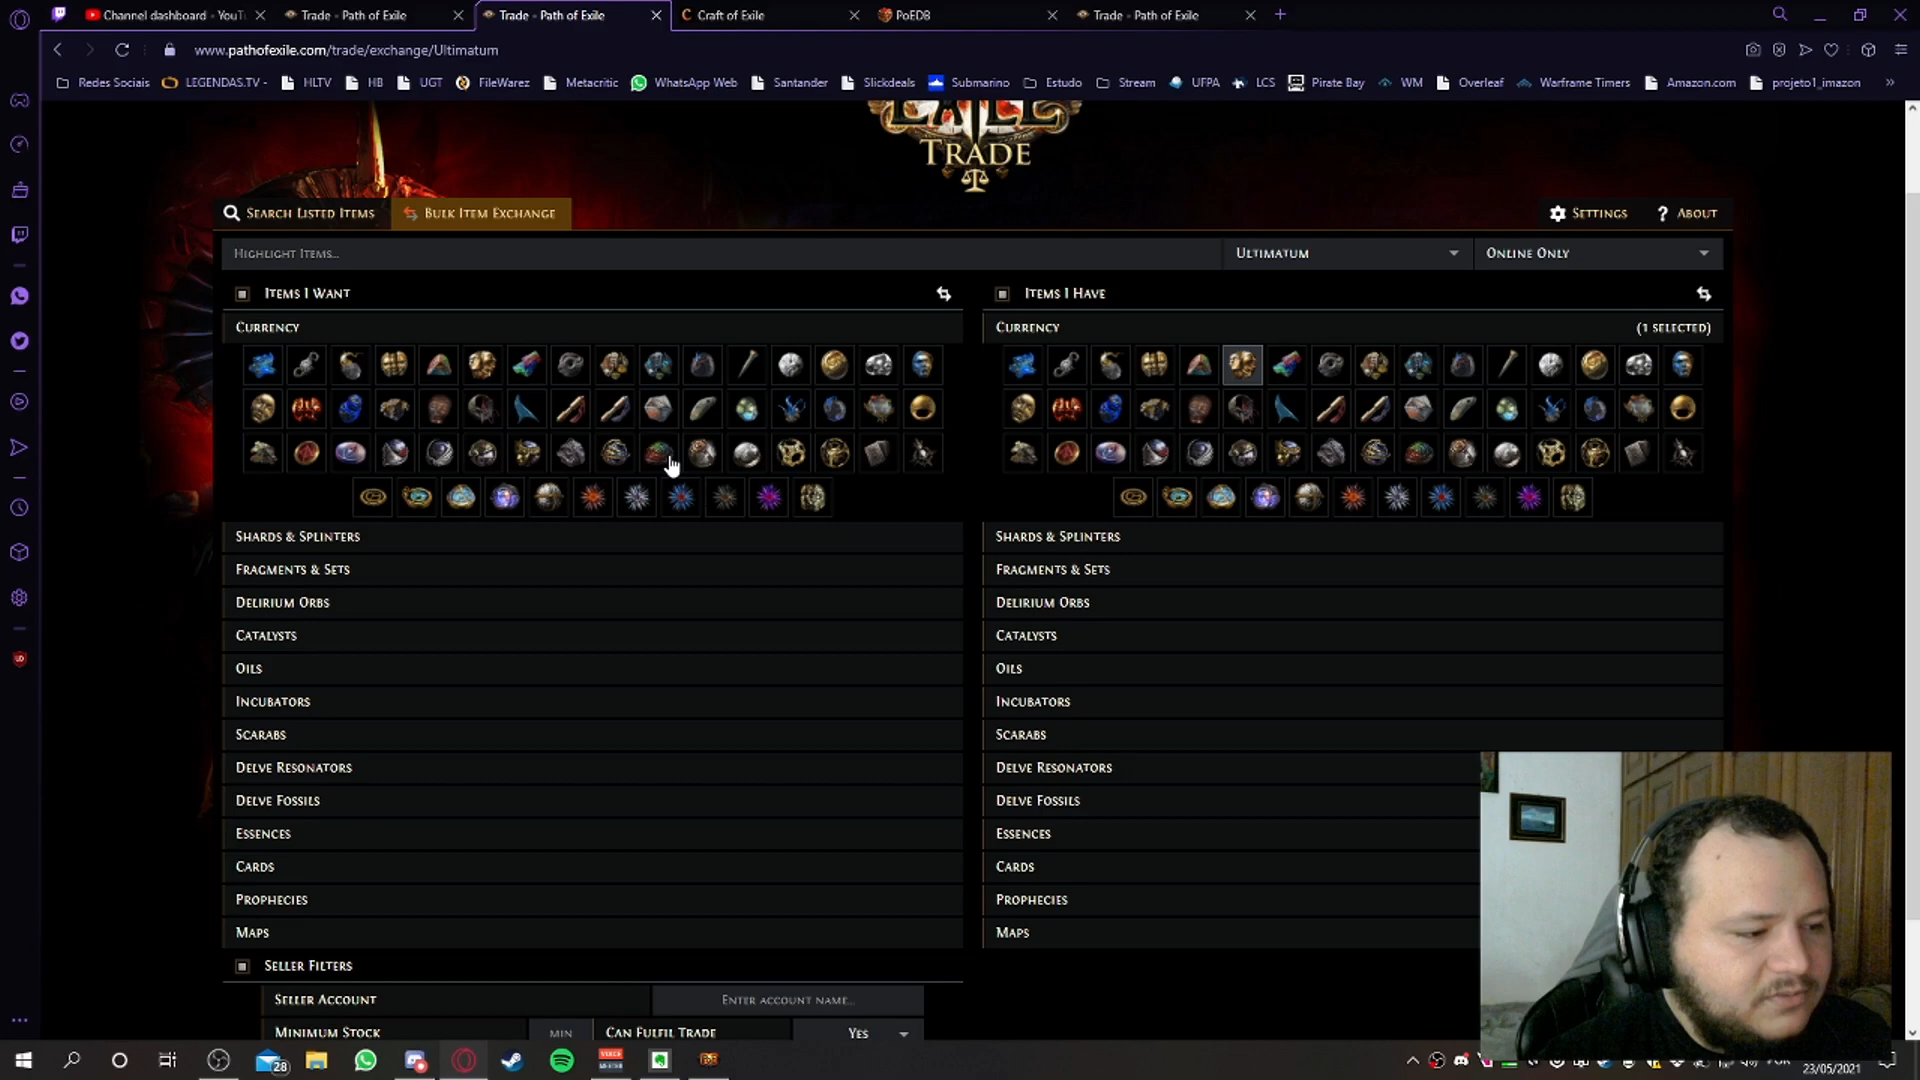 Channel dashboard - YouT
Trade - Path of Exile
Trade - Path of Exile
Craft of Exile
PoEDB
Trade - Path of Exile
www.pathofexile.com/trade/exchange/Ultimatum
Redes Sociais
LEGENDAS.TV -
HLTV
HB
UGT
FileWarez
Metacritic
WhatsApp Web
Santander
Slickdeals
Submarino
Estudo
Stream
UFPA
LCS
Pirate Bay
WM
Overleaf
Warframe Timers
Amazon.com
projeto1_imazon
Trade
Search Listed Items
Bulk Item Exchange
Settings
? About
Highlight Items...
Ultimatum
Online Only
Items I Want
Items I Have
Currency
Currency
(1 selected)
Shards & Splinters
Shards & Splinters
Fragments & Sets
Fragments & Sets
Delirium Orbs
Delirium Orbs
Catalysts
Catalysts
Oils
Oils
Incubators
Incubators
Scarabs
Scarabs
Delve Resonators
Delve Resonators
Delve Fossils
Delve Fossils
Essences
Essences
Cards
Cards
Prophecies
Prophecies
Maps
Maps
Seller Filters
Seller Account
Enter account name...
Minimum Stock
min
Can Fulfil Trade
Yes
28
23/05/2021